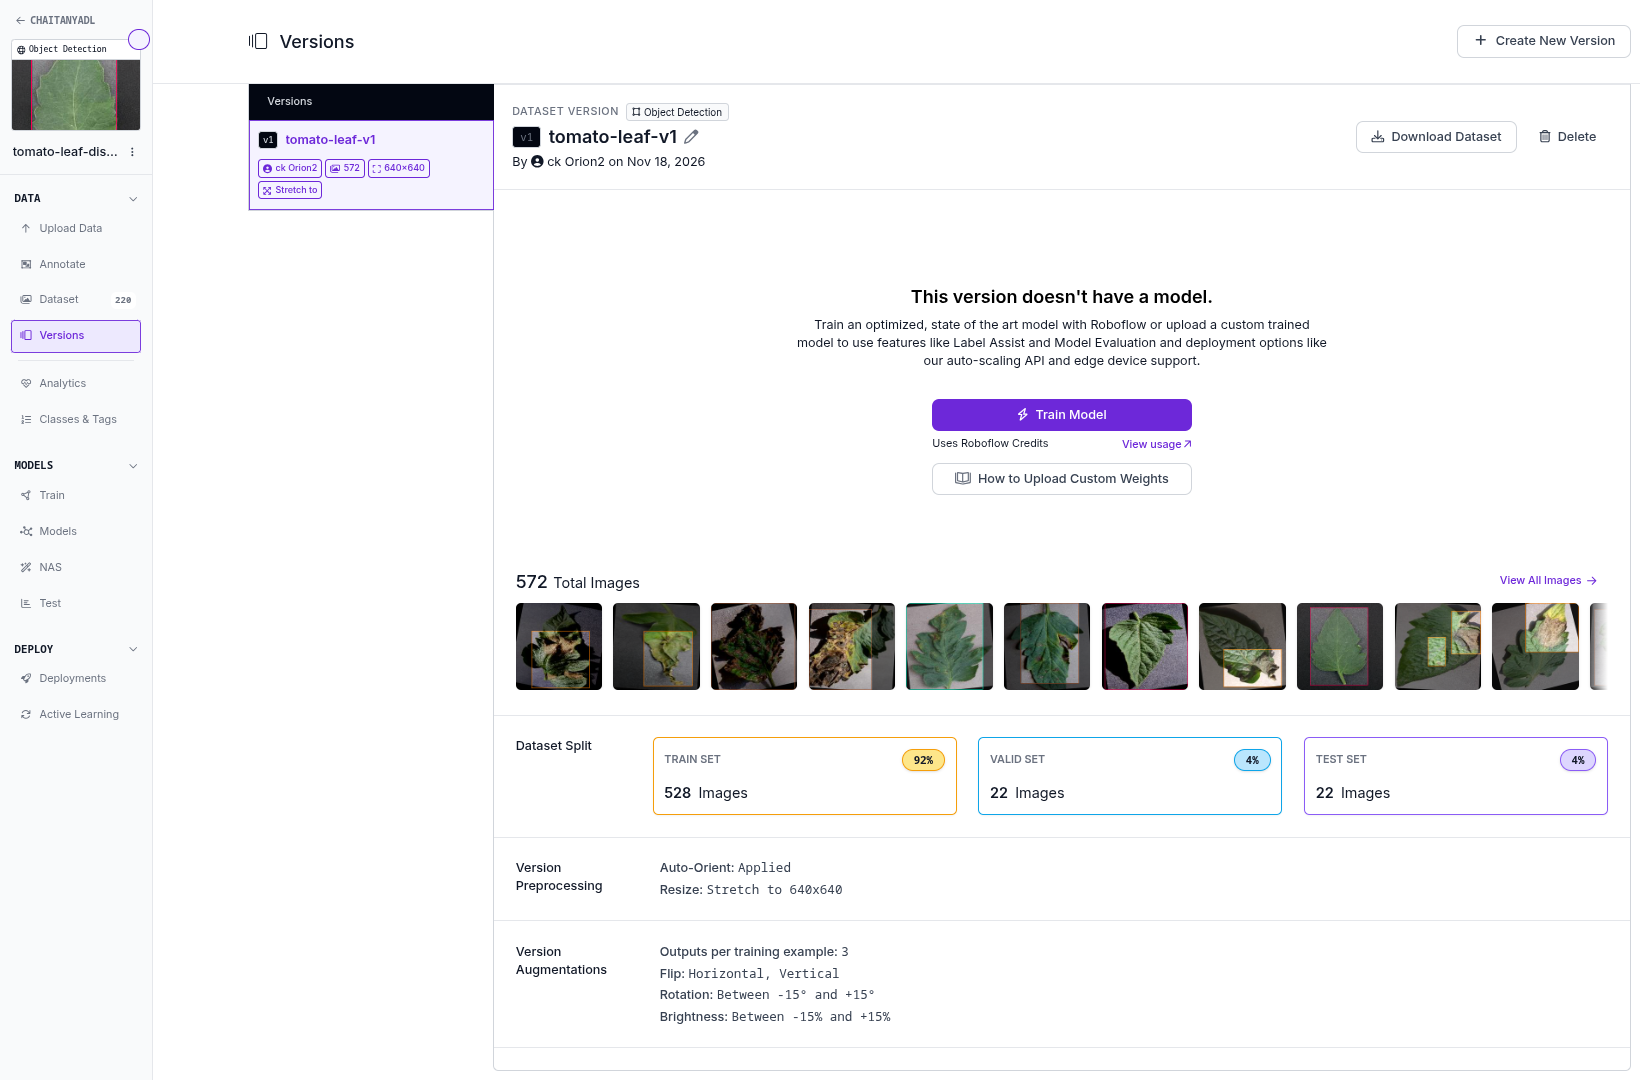 CHAITANYADL
Object Detection
tomato-leaf-dis...
DATA
Upload Data
Annotate
Dataset 220
Versions
Analytics
Classes & Tags
MODELS
Train
Models
NAS
Test
DEPLOY
Deployments
Active Learning
Versions
Create New Version
Versions
v1 tomato-leaf-v1
ck Orion2 572 640×640
Stretch to
DATASET VERSION Object Detection
v1 tomato-leaf-v1
By ck Orion2 on Nov 18, 2026
Download Dataset
Delete
This version doesn't have a model.
Train an optimized, state of the art model with Roboflow or upload a custom trained
model to use features like Label Assist and Model Evaluation and deployment options like
our auto-scaling API and edge device support.
Train Model
Uses Roboflow Credits View usage
How to Upload Custom Weights
572 Total Images
View All Images
Dataset Split
TRAIN SET 92%
528 Images
VALID SET 4%
22 Images
TEST SET 4%
22 Images
Version
Preprocessing
Auto-Orient: Applied
Resize: Stretch to 640x640
Version
Augmentations
Outputs per training example: 3
Flip: Horizontal, Vertical
Rotation: Between -15° and +15°
Brightness: Between -15% and +15%